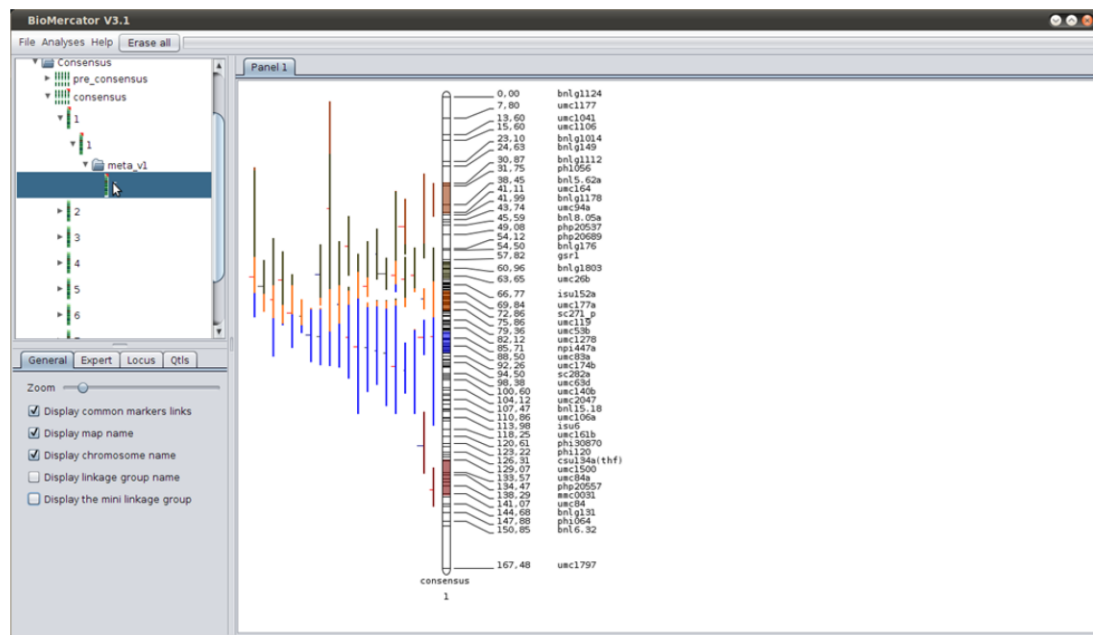 BioMercator V3.1
File Analyses Help Erase all
Consensus
pre_consensus
consensus
1
1
meta_v1
2
3
4
5
6
General Expert Locus Qtls
Zoom
Display common markers links
Display map name
Display chromosome name
Display linkage group name
Display the mini linkage group
Panel 1
0,00 bnlg1124
7,80 umc1177
13,60 umc1041
15,60 umc1106
23,10 bnlg1014
24,63 bnlg149
30,87 bnlg1112
31,75 ph1056
38,45 bnl5.62a
41,11 umc164
41,99 bnlg1178
43,74 umc94a
45,59 bnl8.05a
49,08 php20537
54,12 php20689
54,50 bnlg176
57,82 gsr1
60,96 bnlg1803
63,65 umc26b
66,77 isu152a
69,84 umc177a
72,86 sc271_p
75,86 umc119
79,36 umc53b
82,12 umc1278
85,71 npi447a
88,50 umc83a
92,26 umc174b
94,50 sc282a
98,38 umc63d
100,60 umc140b
104,12 umc2047
107,47 bnl15.18
110,86 umc106a
113,98 isu6
118,25 umc161b
120,61 phi30870
123,22 phi120
126,31 csu134a(thf)
129,07 umc1500
133,57 umc84a
134,47 php20557
138,29 mmc0031
141,07 umc84
144,68 bnlg131
147,88 phi064
150,85 bnl6.32
167,48 umc1797
consensus
1